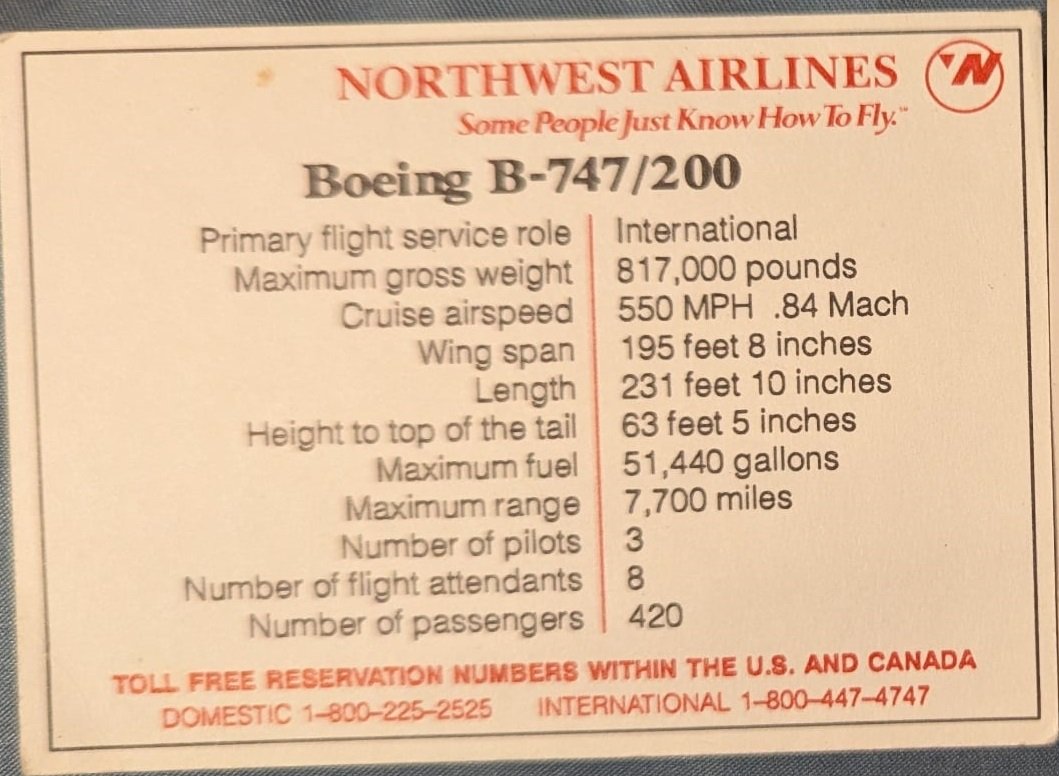 NORTHWEST AIRLINES
Some People Just Know How To Fly.™
Boeing B-747/200
Primary flight service role International
Maximum gross weight 817,000 pounds
Cruise airspeed 550 MPH .84 Mach
Wing span 195 feet 8 inches
Length 231 feet 10 inches
Height to top of the tail 63 feet 5 inches
Maximum fuel 51,440 gallons
Maximum range 7,700 miles
Number of pilots 3
Number of flight attendants 8
Number of passengers 420
TOLL FREE RESERVATION NUMBERS WITHIN THE U.S. AND CANADA
DOMESTIC 1-800-225-2525 INTERNATIONAL 1-800-447-4747